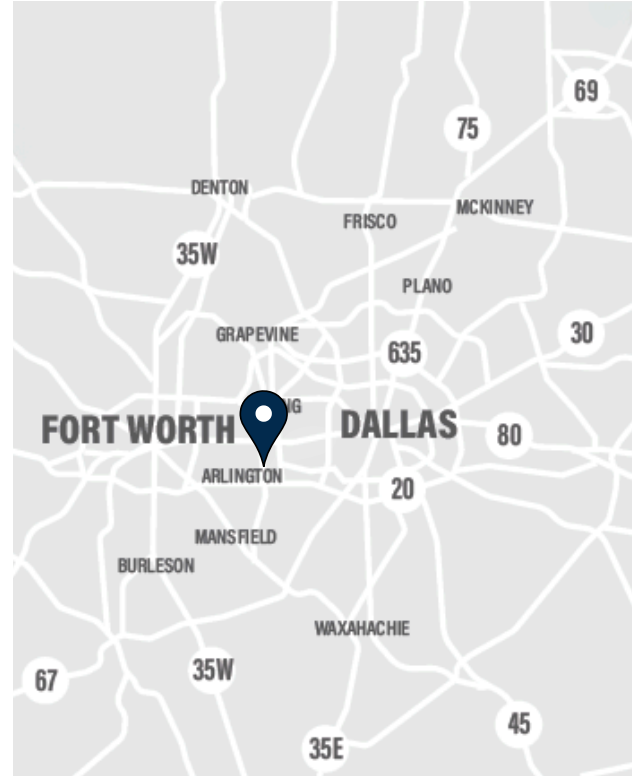 69
75
DENTON
MCKINNEY
FRISCO
35W
PLANO
GRAPEVINE
30
635
NG
FORT WORTH
DALLAS
80
ARLINGTON
20
MANSFIELD
BURLESON
WAXAHACHIE
35W
67
45
35E